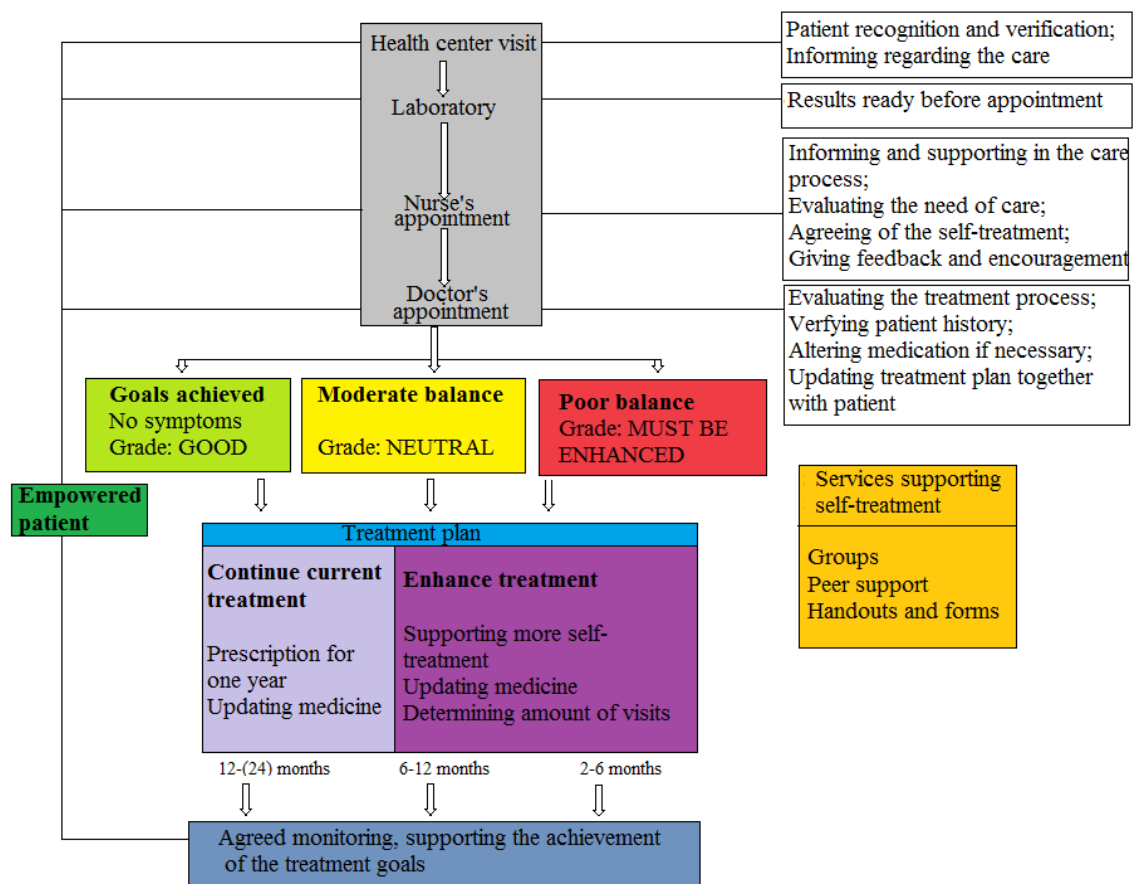 Health center visit
Laboratory
Nurse's
appointment
Doctor's
appointment
Patient recognition and verification;
Informing regarding the care
Results ready before appointment
Informing and supporting in the care
process;
Evaluating the need of care;
Agreeing of the self-treatment;
Giving feedback and encouragement
Evaluating the treatment process;
Verfying patient history;
Altering medication if necessary;
Updating treatment plan together
with patient
Goals achieved
No symptoms
Grade: GOOD
Moderate balance
Grade: NEUTRAL
Poor balance
Grade: MUST BE
ENHANCED
Empowered
patient
Services supporting
self-treatment
Groups
Peer support
Handouts and forms
Treatment plan
Continue current
treatment
Prescription for
one year
Updating medicine
Enhance treatment
Supporting more self-
treatment
Updating medicine
Determining amount of visits
12-(24) months
6-12 months
2-6 months
Agreed monitoring, supporting the achievement
of the treatment goals